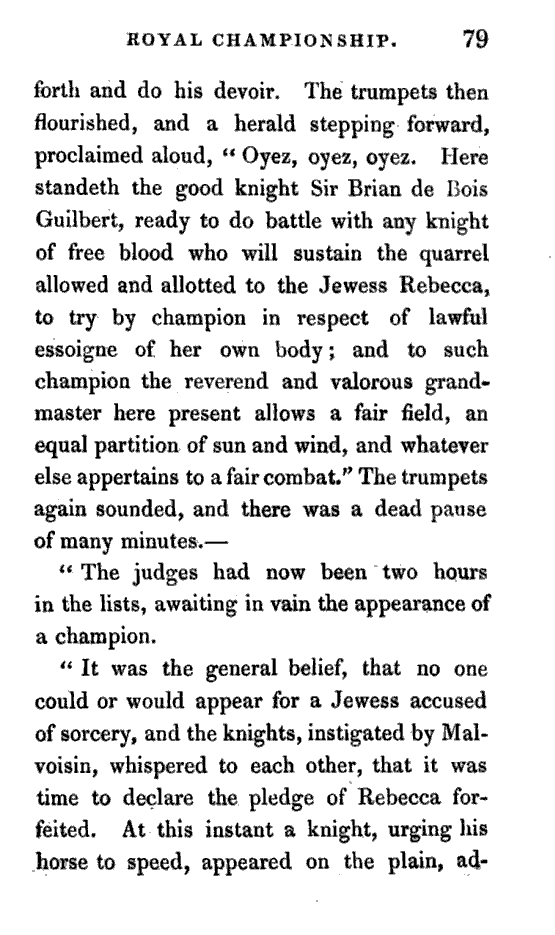 ROYAL CHAMPIONSHIP. 79
forth and do his devoir. The trumpets then
flourished, and a herald stepping forward,
proclaimed aloud, “ Oyez, oyez, oyez. Here
standeth the good knight Sir Brian de Bois
Guilbert, ready to do battle with any knight
of free blood who will sustain the quarrel
allowed and allotted to the Jewess Rebecca,
to try by champion in respect of lawful
essoigne of her own body; and to such
champion the reverend and valorous grand-
master here present allows a fair field, an
equal partition of sun and wind, and whatever
else appertains to a fair combat.” The trumpets
again sounded, and there was a dead pause
of many minutes.—
“ The judges had now been two hours
in the lists, awaiting in vain the appearance of
a champion.
“ It was the general belief, that no one
could or would appear for a Jewess accused
of sorcery, and the knights, instigated by Mal-
voisin, whispered to each other, that it was
time to declare the pledge of Rebecca for-
feited. At this instant a knight, urging his
horse to speed, appeared on the plain, ad-